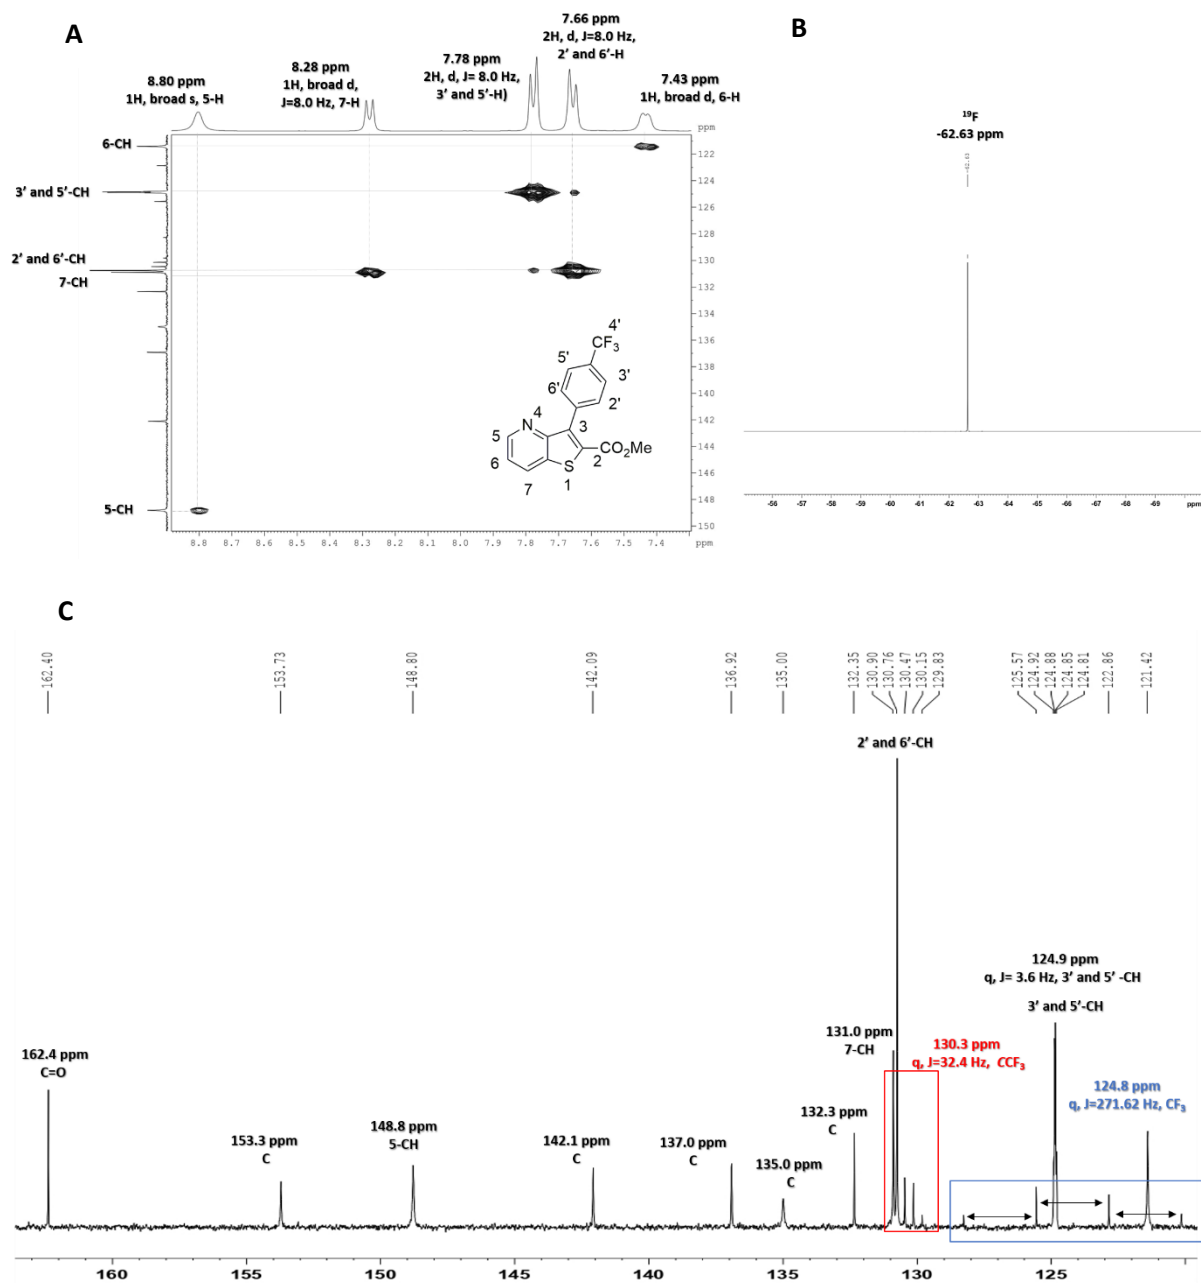 A
8.80 ppm
1H, broad s, 5-H
8.28 ppm
1H, broad d,
J=8.0 Hz, 7-H
7.78 ppm
2H, d, J= 8.0 Hz,
3’ and 5’-H)
7.66 ppm
2H, d, J=8.0 Hz,
2’ and 6’-H
7.43 ppm
1H, broad d, 6-H
6-CH
3’ and 5’-CH
2’ and 6’-CH
7-CH
5-CH
ppm
122
124
126
128
130
132
134
136
138
140
142
144
146
148
150
8.8 8.7 8.6 8.5 8.4 8.3 8.2 8.1 8.0 7.9 7.8 7.7 7.6 7.5 7.4 ppm
4'
CF3
5'
3'
6'
2'
4
N
3
5
6
7
S
1
2
CO2Me
B
19F
-62.63 ppm
-62.63
-56 -57 -58 -59 -60 -61 -62 -63 -64 -65 -66 -67 -68 -69 ppm
C
162.40
153.73
148.80
142.09
136.92
135.00
132.35
130.90
130.76
130.47
130.15
129.83
125.57
124.92
124.88
124.85
124.81
122.86
121.42
2’ and 6’-CH
124.9 ppm
q, J= 3.6 Hz, 3’ and 5’ -CH
3’ and 5’-CH
131.0 ppm
7-CH
130.3 ppm
q, J=32.4 Hz, CCF3
124.8 ppm
q, J=271.62 Hz, CF3
162.4 ppm
C=O
153.3 ppm
C
148.8 ppm
5-CH
142.1 ppm
C
137.0 ppm
C
135.0 ppm
C
132.3 ppm
C
160 155 150 145 140 135 130 125 120